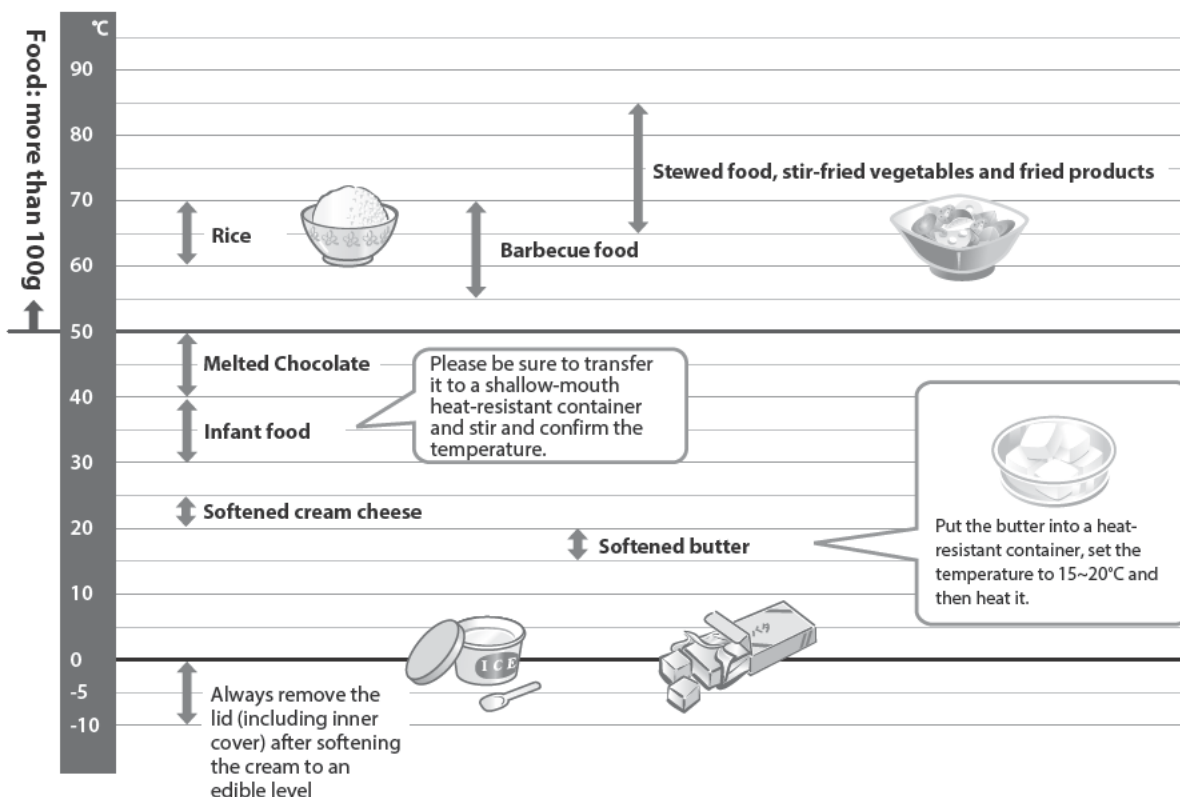 Food: more than 100g
°C
90
80
70
60
50
40
30
20
10
0
-5
-10
Stewed food, stir-fried vegetables and fried products
Rice
Barbecue food
Melted Chocolate
Please be sure to transfer
it to a shallow-mouth
heat-resistant container
and stir and confirm the
temperature.
Infant food
Softened cream cheese
Softened butter
Put the butter into a heat-
resistant container, set the
temperature to 15~20°C and
then heat it.
ICE
Always remove the
lid (including inner
cover) after softening
the cream to an
edible level